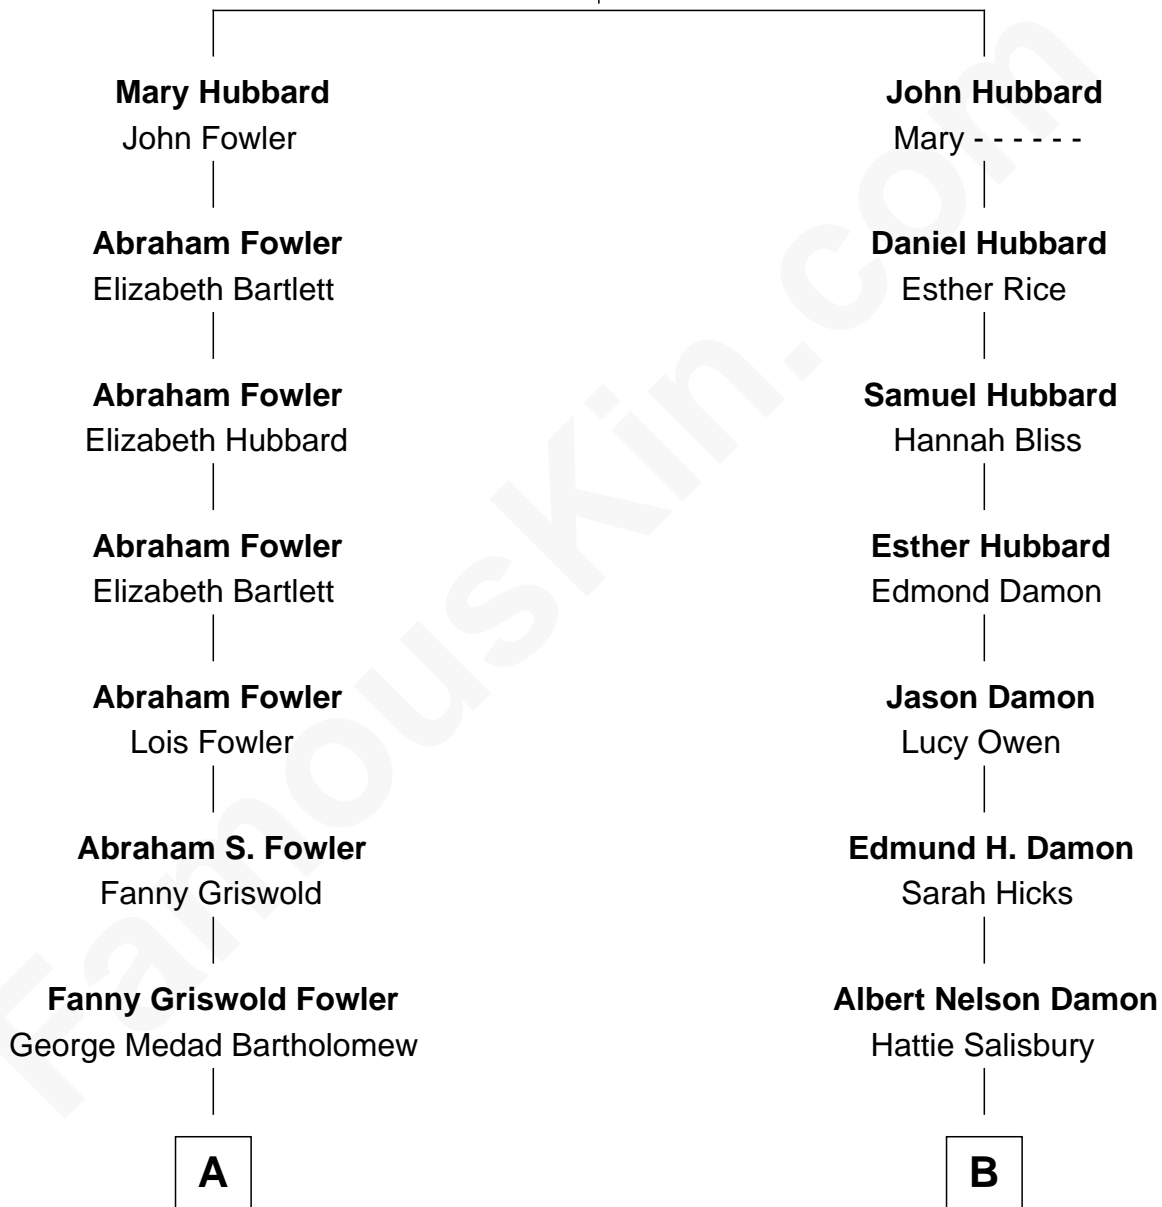 Mary Hubbard
John Fowler
Abraham Fowler
Elizabeth Bartlett
Abraham Fowler
Elizabeth Hubbard
Abraham Fowler
Elizabeth Bartlett
Abraham Fowler
Lois Fowler
Abraham S. Fowler
Fanny Griswold
Fanny Griswold Fowler
George Medad Bartholomew
A
John Hubbard
Mary - - - - - -
Daniel Hubbard
Esther Rice
Samuel Hubbard
Hannah Bliss
Esther Hubbard
Edmond Damon
Jason Damon
Lucy Owen
Edmund H. Damon
Sarah Hicks
Albert Nelson Damon
Hattie Salisbury
B
FamousKin.com